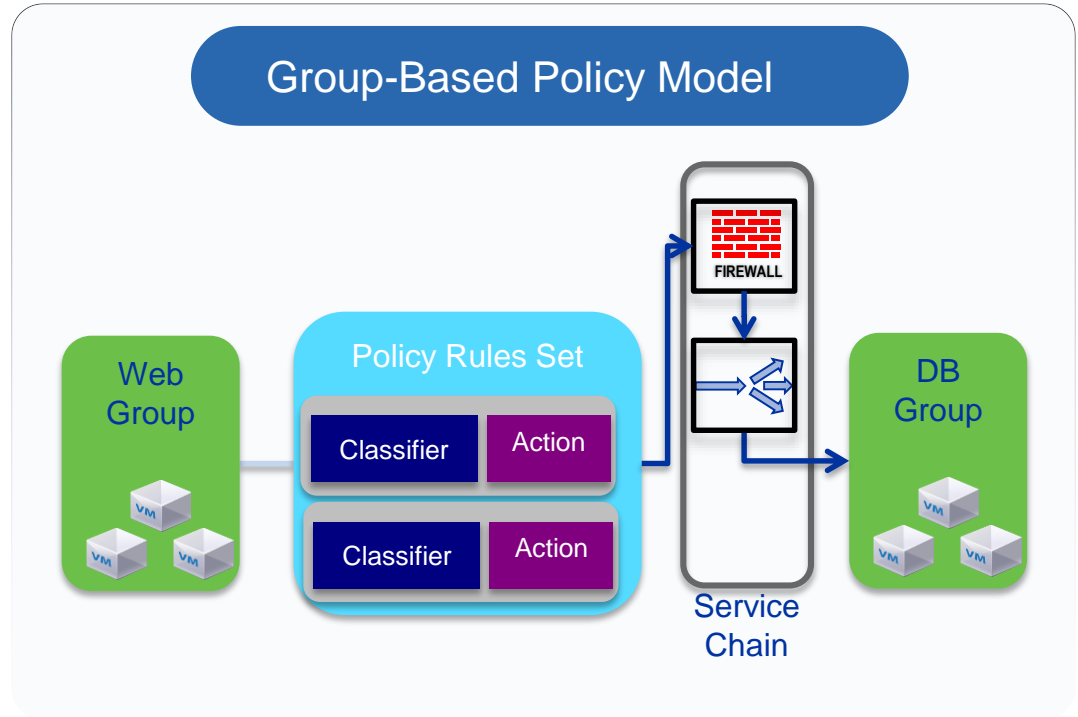 Group-Based Policy Model
FIREWALL
Policy Rules Set
Web
Group
Classifier
Action
Classifier
Action
DB
Group
VM
VM
VM
VM
VM
VM
Service
Chain